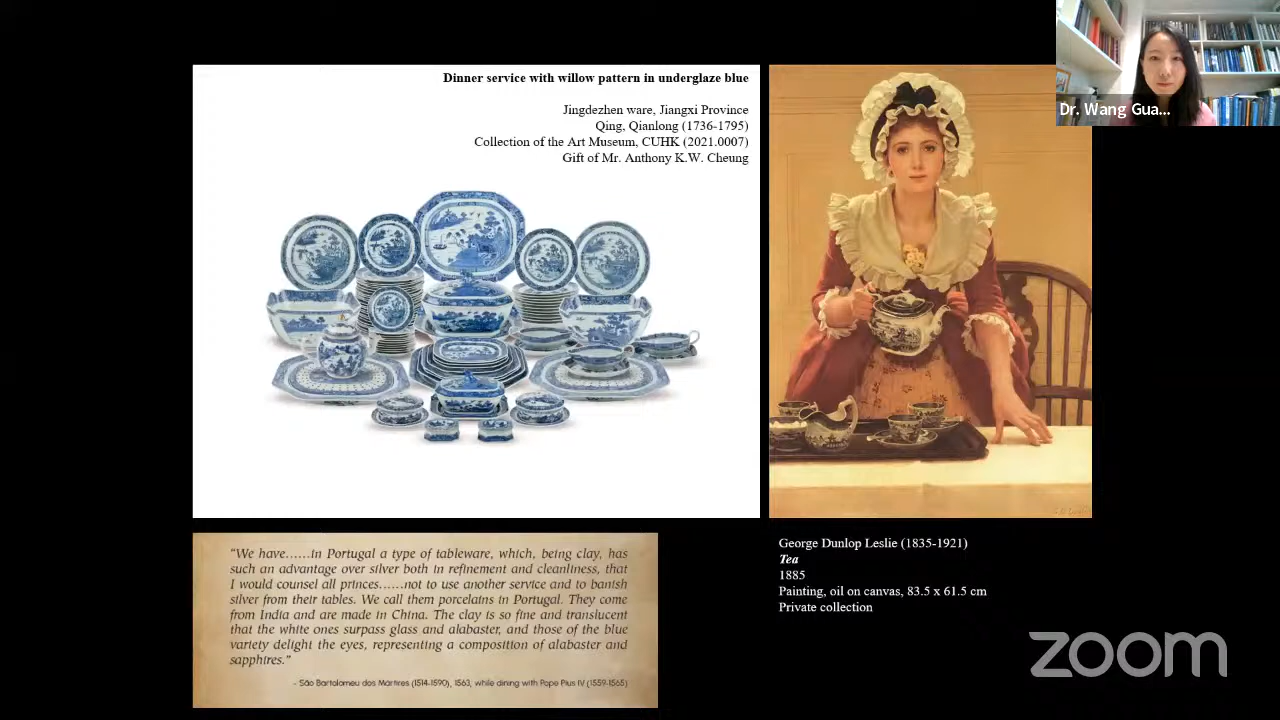 Dinner service with willow pattern in underglaze blue
Jingdezhen ware, Jiangxi Province
Qing, Qianlong (1736-1795)
Collection of the Art Museum, CUHK (2021.0007)
Gift of Mr. Anthony K.W. Cheung
Dr. Wang Gua...
"We have......in Portugal a type of tableware, which, being clay, has
such an advantage over silver both in refinement and cleanliness, that
I would counsel all princes......not to use another service and to banish
silver from their tables. We call them porcelains in Portugal. They come
from India and are made in China. The clay is so fine and translucent
that the white ones surpass glass and alabaster, and those of the blue
variety delight the eyes, representing a composition of alabaster and
sapphires."
- São Bartolomeu dos Mártires (1514-1590), 1563, while dining with Pope Pius IV (1559-1565)
George Dunlop Leslie (1835-1921)
Tea
1885
Painting, oil on canvas, 83.5 x 61.5 cm
Private collection
zoom